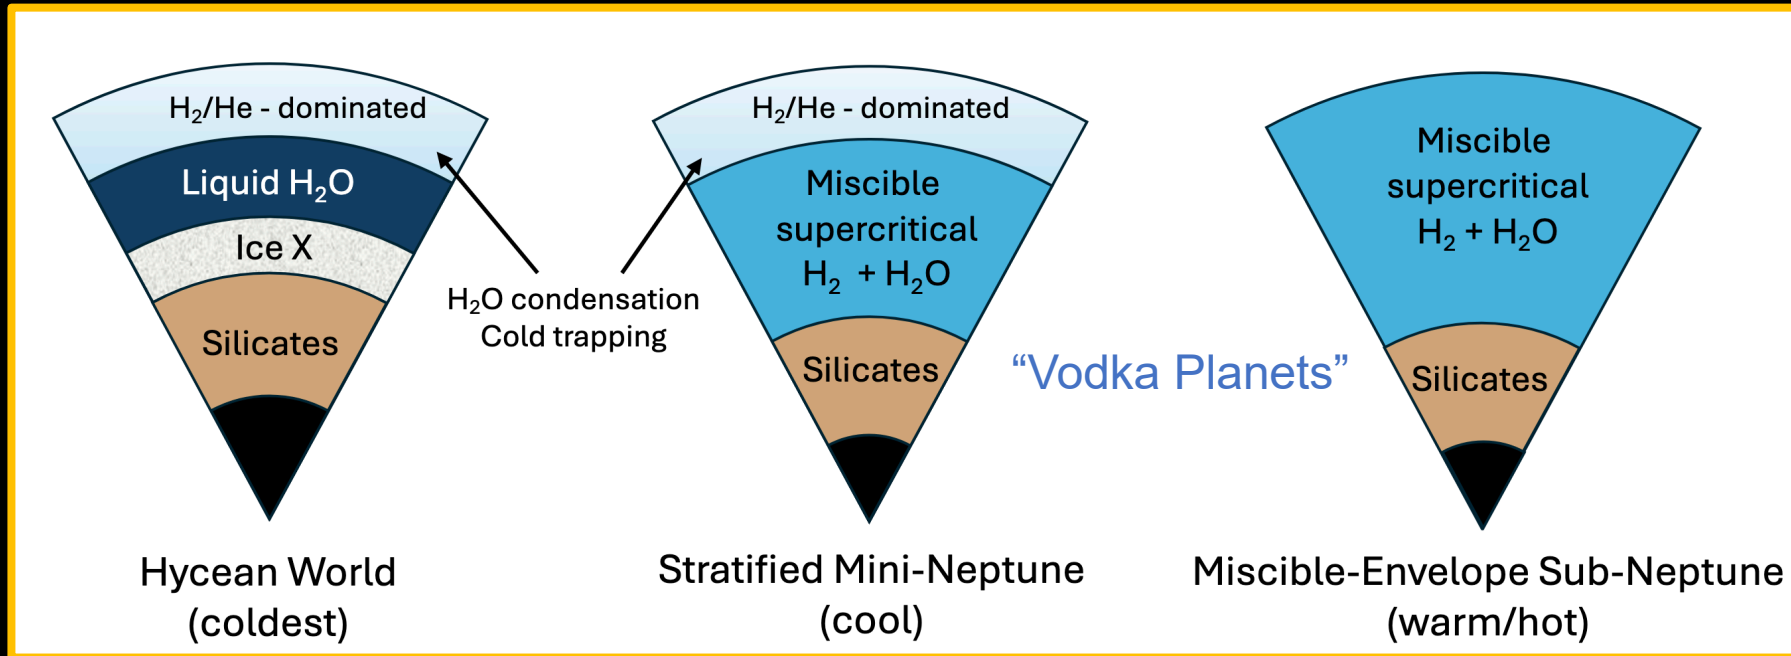 H₂/He - dominated
Liquid H₂O
Ice X
Silicates
Hycean World
(coldest)
H₂O condensation
Cold trapping
H₂/He - dominated
Miscible
supercritical
H₂ + H₂O
Silicates
Stratified Mini-Neptune
(cool)
“Vodka Planets”
Miscible
supercritical
H₂ + H₂O
Silicates
Miscible-Envelope Sub-Neptune
(warm/hot)